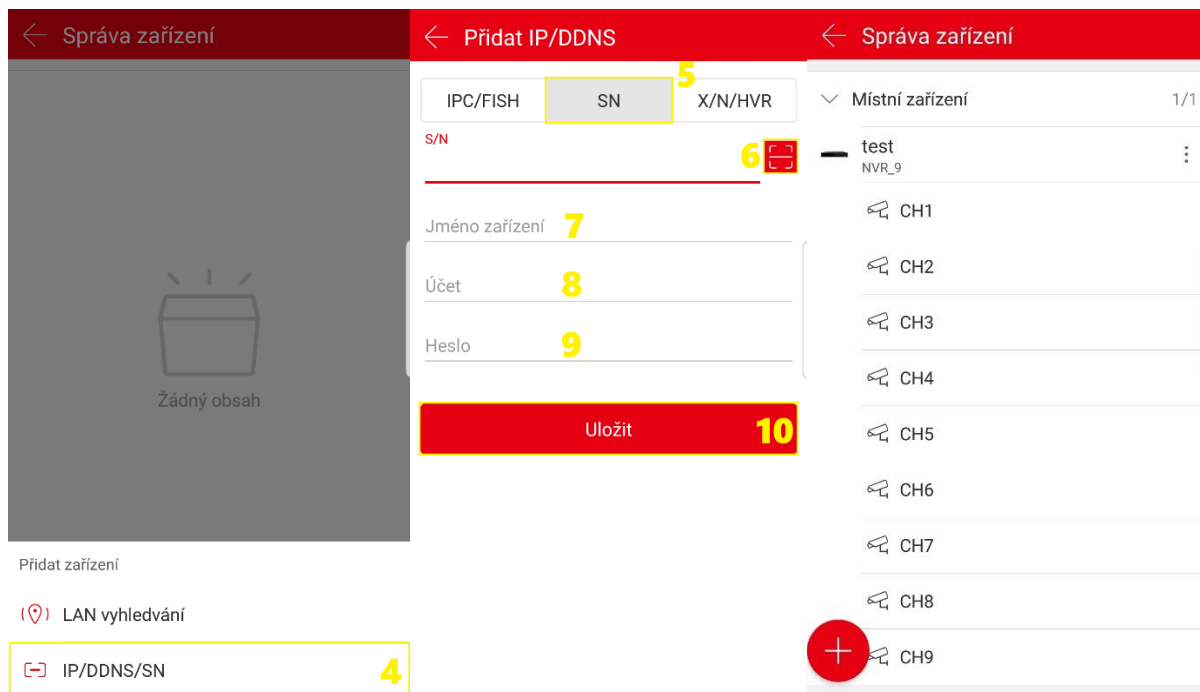 Správa zařízení
Žádný obsah
Přidat zařízení
LAN vyhledvání
IP/DDNS/SN 4
Přidat IP/DDNS
5
IPC/FISH SN X/N/HVR
S/N
6
Jméno zařízení 7
Účet 8
Heslo 9
Uložit 10
Správa zařízení
Místní zařízení 1/1
test
NVR_9
CH1
CH2
CH3
CH4
CH5
CH6
CH7
CH8
CH9